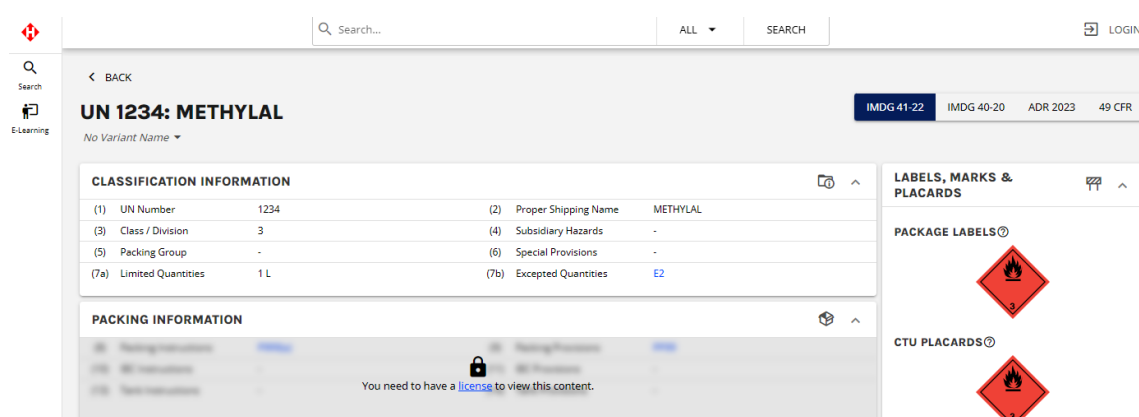 Search... ALL SEARCH LOGIN
Search
E-Learning
BACK
UN 1234: METHYLAL
No Variant Name
IMDG 41-22 IMDG 40-20 ADR 2023 49 CFR
CLASSIFICATION INFORMATION
(1) UN Number 1234 (2) Proper Shipping Name METHYLAL
(3) Class / Division 3 (4) Subsidiary Hazards -
(5) Packing Group - (6) Special Provisions -
(7a) Limited Quantities 1 L (7b) Excepted Quantities E2
PACKING INFORMATION
You need to have a license to view this content.
LABELS, MARKS &
PLACARDS
PACKAGE LABELS
3
CTU PLACARDS
3